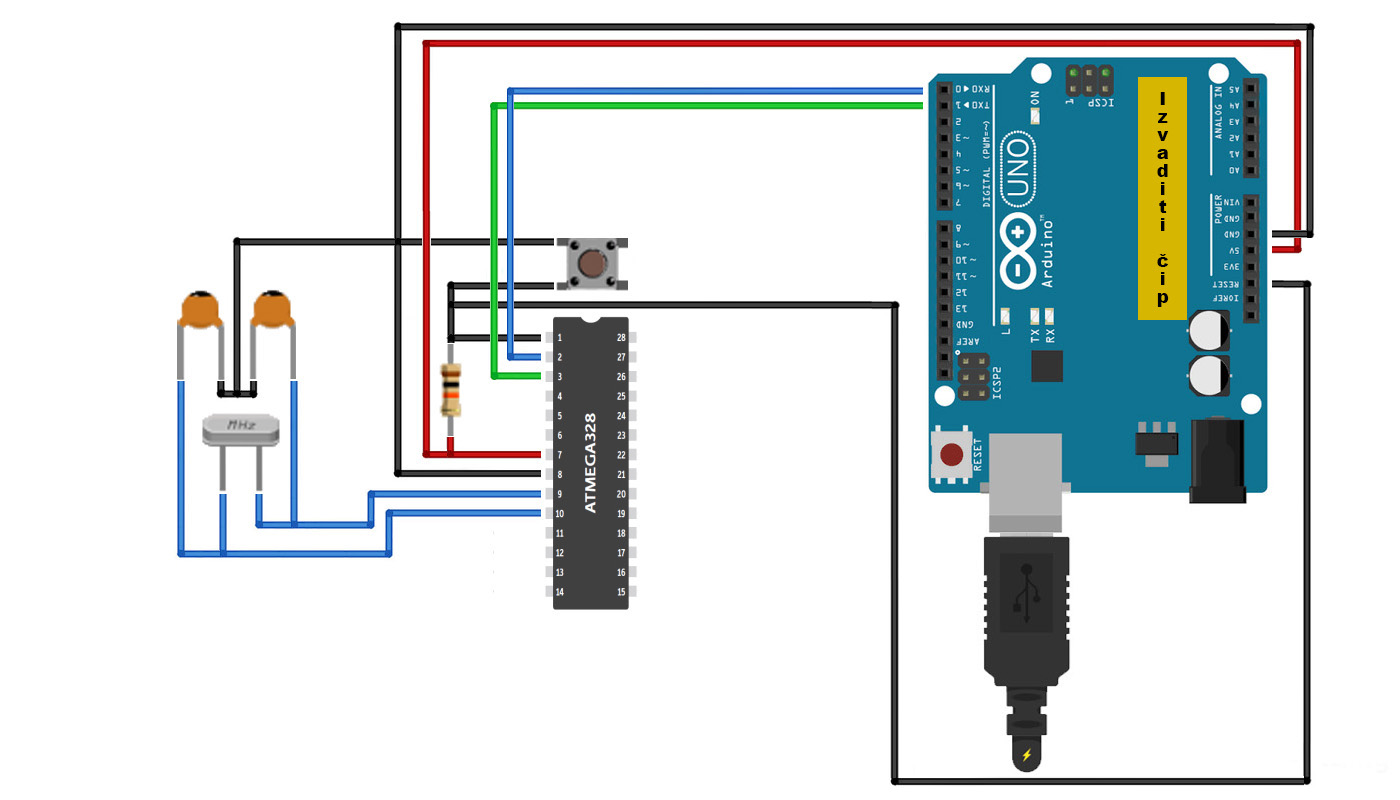 MHz
1 28
2 27
3 26
4 25
5 24
6 23
7 22
8 21
9 20
10 19
11 18
12 17
13 16
14 15
ATMEGA328
RX0◄0
TX0►1
2
3~
4
5~
6~
7
DIGITAL (PWM=~)
8
9~
10~
11~
12
13
GND
AREF
ON
1
ICSP
UNO
Arduino™
L
TX
RX
ICSP2
RESET
Izvaditi čip
ANALOG IN
A5
A4
A3
A2
A1
A0
POWER
VIN
GND
GND
5V
3V3
RESET
IOREF